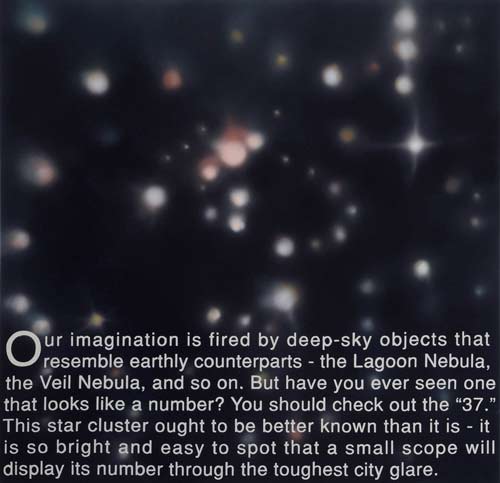 Our imagination is fired by deep-sky objects that
resemble earthly counterparts - the Lagoon Nebula,
the Veil Nebula, and so on. But have you ever seen one
that looks like a number? You should check out the “37.”
This star cluster ought to be better known than it is - it
is so bright and easy to spot that a small scope will
display its number through the toughest city glare.